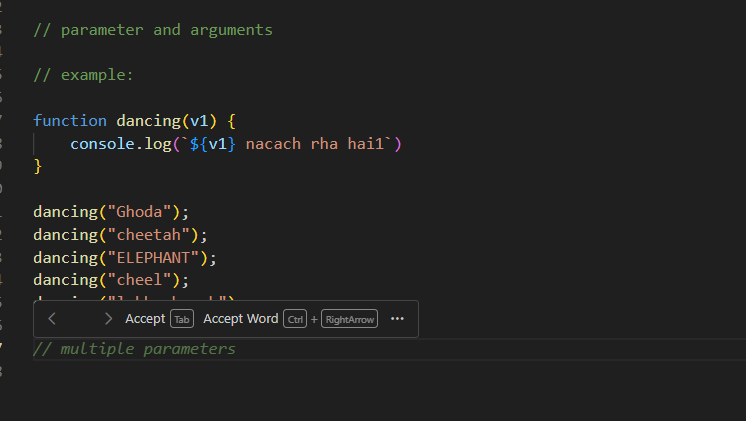 // parameter and arguments
// example:
function dancing(v1) {
    console.log(`${v1} nacach rha hai1`)
}
dancing("Ghoda");
dancing("cheetah");
dancing("ELEPHANT");
dancing("cheel");
Accept Tab Accept Word Ctrl + RightArrow ...
// multiple parameters